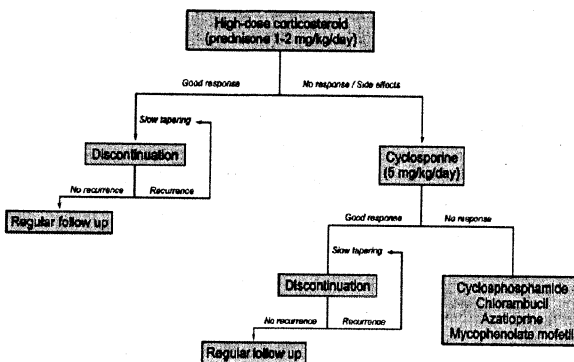 High-dose corticosteroid
(prednisone 1-2 mg/kg/day)
Good response
No response / Side effects
Slow tapering
Discontinuation
Cyclosporine
(5 mg/kg/day)
No recurrence
Recurrence
Regular follow up
Good response
No response
Slow tapering
Discontinuation
Cyclosphosphamide
Chlorambucil
Azatioprine
Mycophenolate mofetil
No recurrence
Recurrence
Regular follow up